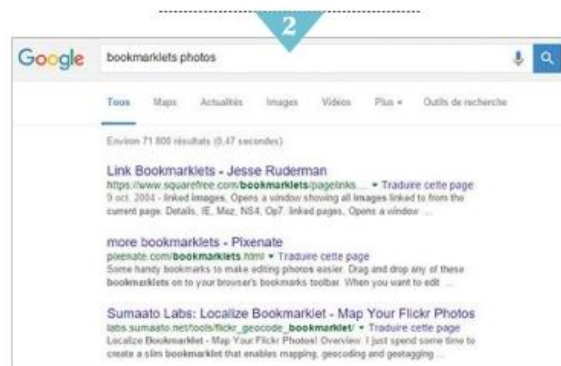 2
Google bookmarklets photos
Tous Maps Actualités Images Vidéos Plus Outils de recherche
Environ 71 800 résultats (0,47 secondes)
Link Bookmarklets - Jesse Ruderman
https://www.squarefree.com/bookmarklets/pagelinks... Traduire cette page
9 oct. 2004 - linked images, Opens a window showing all images linked to from the
current page. Details, IE, Moz, NS4, Op7. linked pages, Opens a window ...
more bookmarklets - Pixenate
pixenate.com/bookmarklets.html Traduire cette page
Some handy bookmarks to make editing photos easier. Drag and drop any of these
bookmarklets on to your browser's bookmarks toolbar. When you want to edit ...
Sumaato Labs: Localize Bookmarklet - Map Your Flickr Photos
labs.sumaato.net/tools/flickr_geocode_bookmarklet/ Traduire cette page
Localize Bookmarklet - Map Your Flickr Photos! Overview. I just spend some time to
create a slim bookmarklet that enables mapping, geocoding and geotagging ...